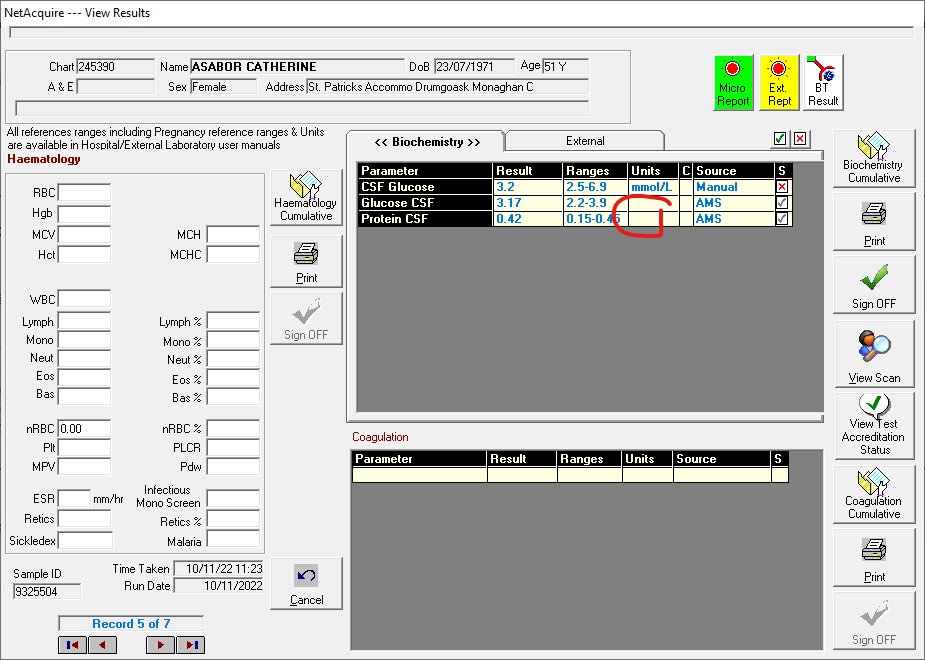 NetAcquire --- View Results
Chart 245390 Name ASABOR CATHERINE DoB 23/07/1971 Age 51 Y
A & E Sex Female Address St. Patricks Accommo Drumgoask Monaghan C
Micro Report
Ext. Rept
BT Result
All references ranges including Pregnancy reference ranges & Units
are available in Hospital/External Laboratory user manuals
Haematology
RBC
Hgb
MCV MCH
Hct MCHC
WBC
Lymph Lymph %
Mono Mono %
Neut Neut %
Eos Eos %
Bas Bas %
nRBC 0.00 nRBC %
Plt PLCR
MPV Pdw
ESR mm/hr Infectious Mono Screen
Retics Retics %
Sickledex Malaria
Sample ID Time Taken 10/11/22 11:23
9325504 Run Date 10/11/2022
Record 5 of 7
Haematology
Cumulative
Print
Sign OFF
Cancel
<< Biochemistry >> External
Parameter Result Ranges Units C Source S
CSF Glucose 3.2 2.5-6.9 mmol/L Manual
Glucose CSF 3.17 2.2-3.9 AMS
Protein CSF 0.42 0.15-0.45 AMS
Coagulation
Parameter Result Ranges Units Source S
Biochemistry
Cumulative
Print
Sign OFF
View Scan
View Test
Accreditation
Status
Coagulation
Cumulative
Print
Sign OFF